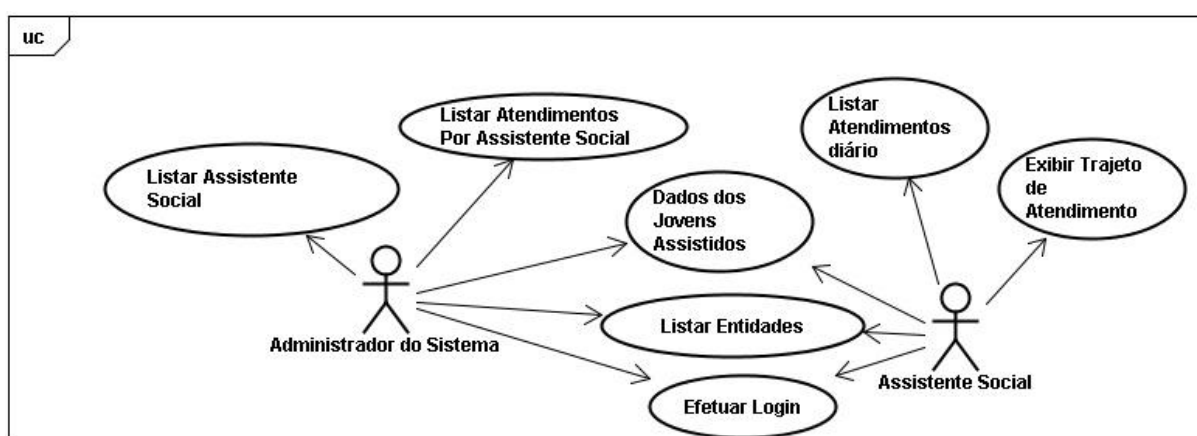 uc
Listar Atendimentos
Por Assistente Social
Listar
Atendimentos
diário
Listar Assistente
Social
Exibir Trajeto
de
Atendimento
Dados dos
Jovens
Assistidos
Listar Entidades
Administrador do Sistema
Assistente Social
Efetuar Login